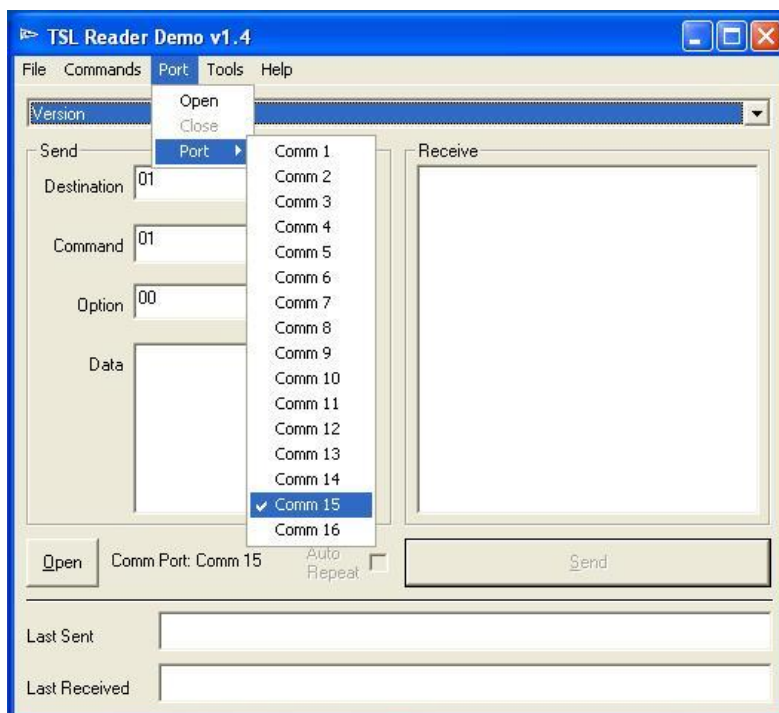 TSL Reader Demo v1.4
File Commands Port Tools Help
Version
Open
Close
Port
Send
Destination 01
Command 01
Option 00
Data
Comm 1
Comm 2
Comm 3
Comm 4
Comm 5
Comm 6
Comm 7
Comm 8
Comm 9
Comm 10
Comm 11
Comm 12
Comm 13
Comm 14
Comm 15
Comm 16
Receive
Open Comm Port: Comm 15
Auto
Repeat
Send
Last Sent
Last Received